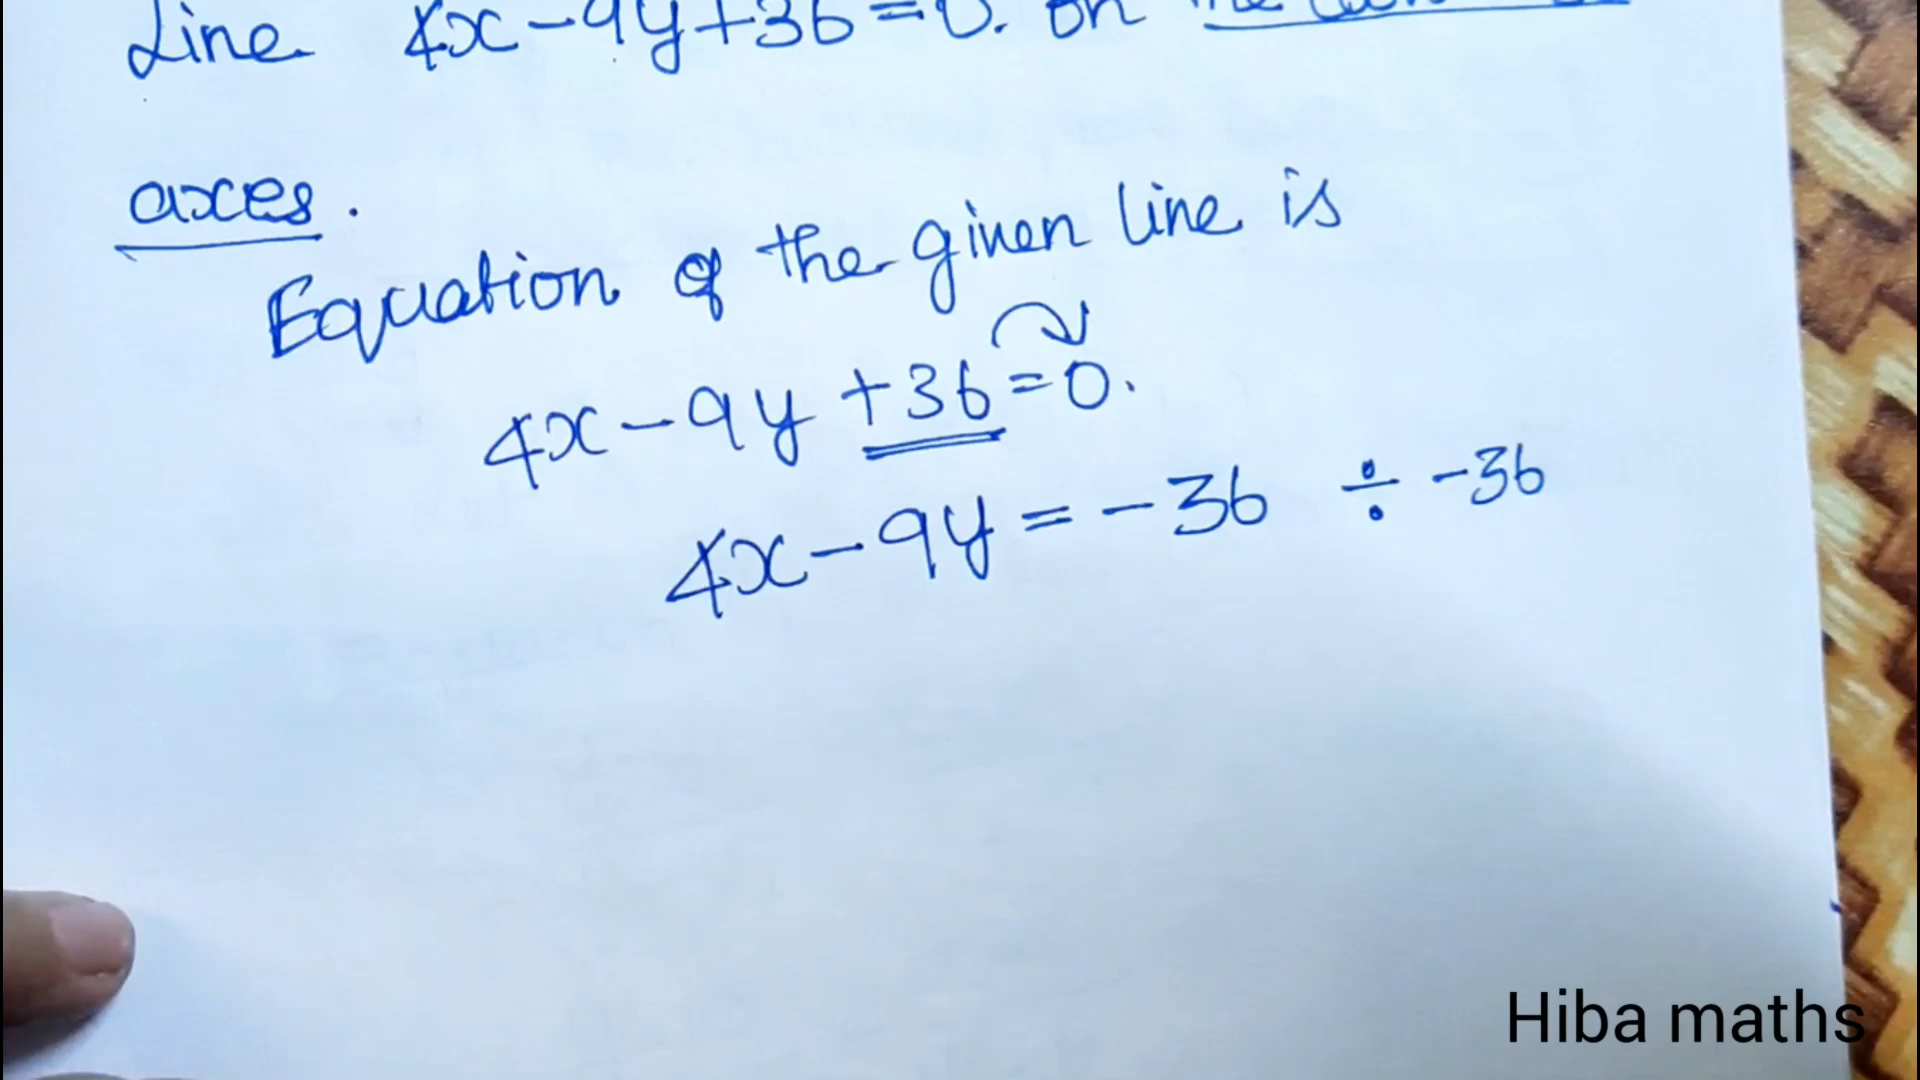 Line 4x-9y+36=0. on the
axes.
Equation of the given line is
4x-9y+36=0.
4x-9y=-36 ÷ -36
Hiba maths